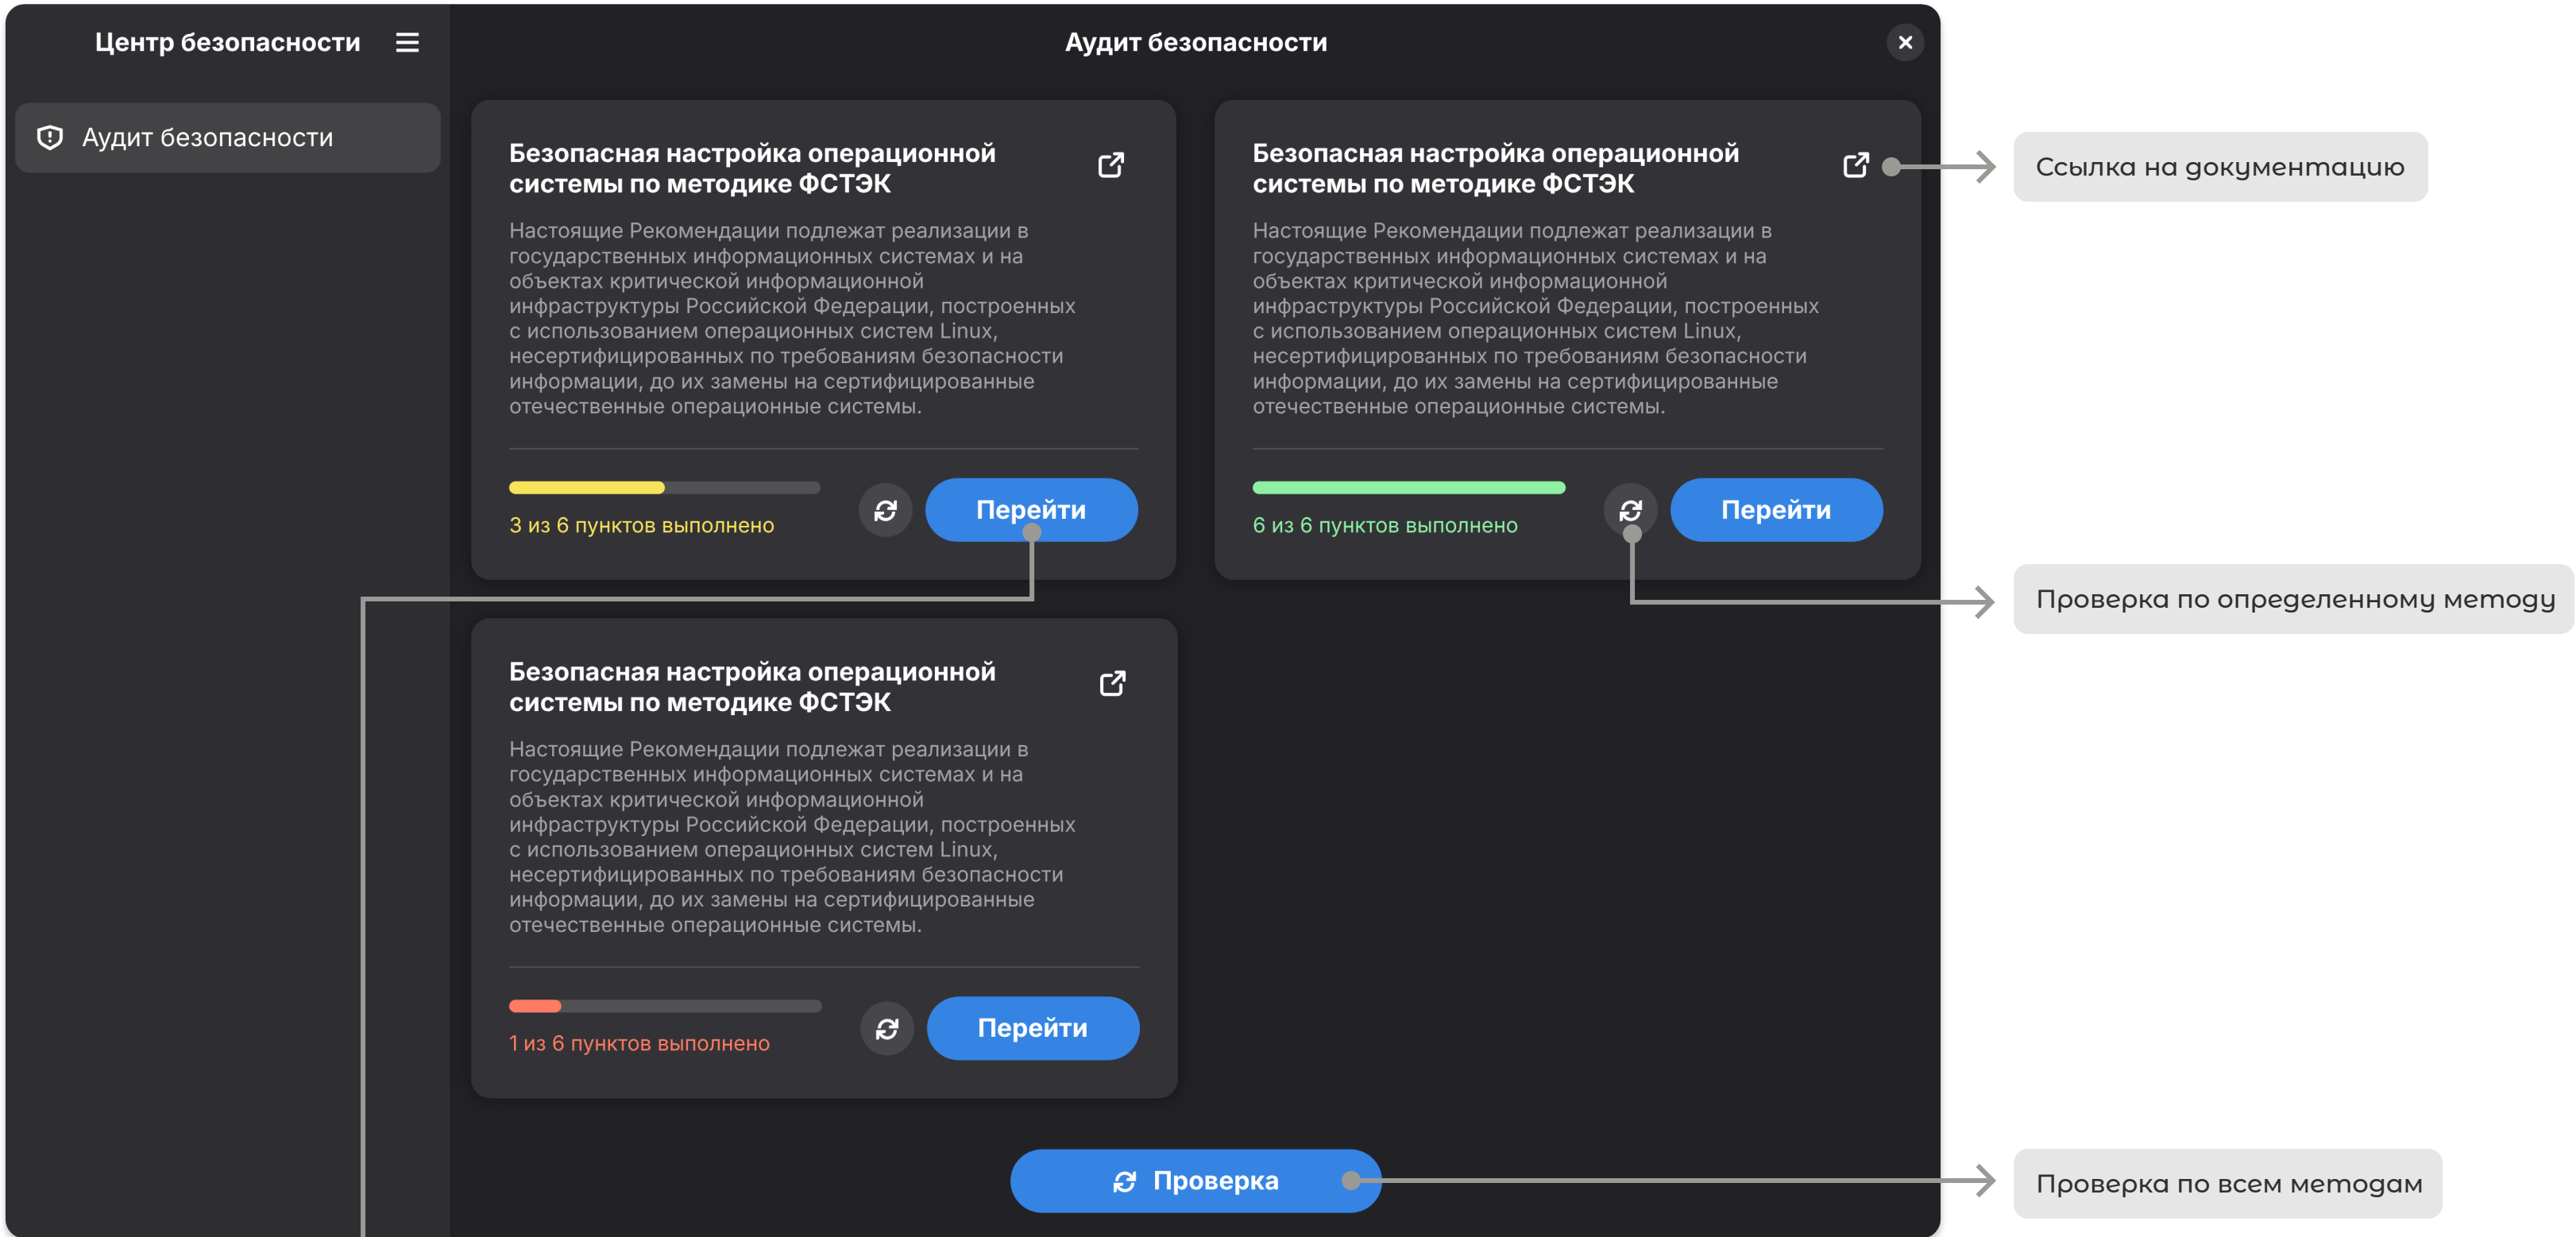 Центр безопасности
Аудит безопасности
Аудит безопасности
Безопасная настройка операционной
системы по методике ФСТЭК
Настоящие Рекомендации подлежат реализации в
государственных информационных системах и на
объектах критической информационной
инфраструктуры Российской Федерации, построенных
с использованием операционных систем Linux,
несертифицированных по требованиям безопасности
информации, до их замены на сертифицированные
отечественные операционные системы.
3 из 6 пунктов выполнено
Перейти
Безопасная настройка операционной
системы по методике ФСТЭК
Настоящие Рекомендации подлежат реализации в
государственных информационных системах и на
объектах критической информационной
инфраструктуры Российской Федерации, построенных
с использованием операционных систем Linux,
несертифицированных по требованиям безопасности
информации, до их замены на сертифицированные
отечественные операционные системы.
6 из 6 пунктов выполнено
Перейти
Ссылка на документацию
Проверка по определенному методу
Безопасная настройка операционной
системы по методике ФСТЭК
Настоящие Рекомендации подлежат реализации в
государственных информационных системах и на
объектах критической информационной
инфраструктуры Российской Федерации, построенных
с использованием операционных систем Linux,
несертифицированных по требованиям безопасности
информации, до их замены на сертифицированные
отечественные операционные системы.
1 из 6 пунктов выполнено
Перейти
Проверка
Проверка по всем методам